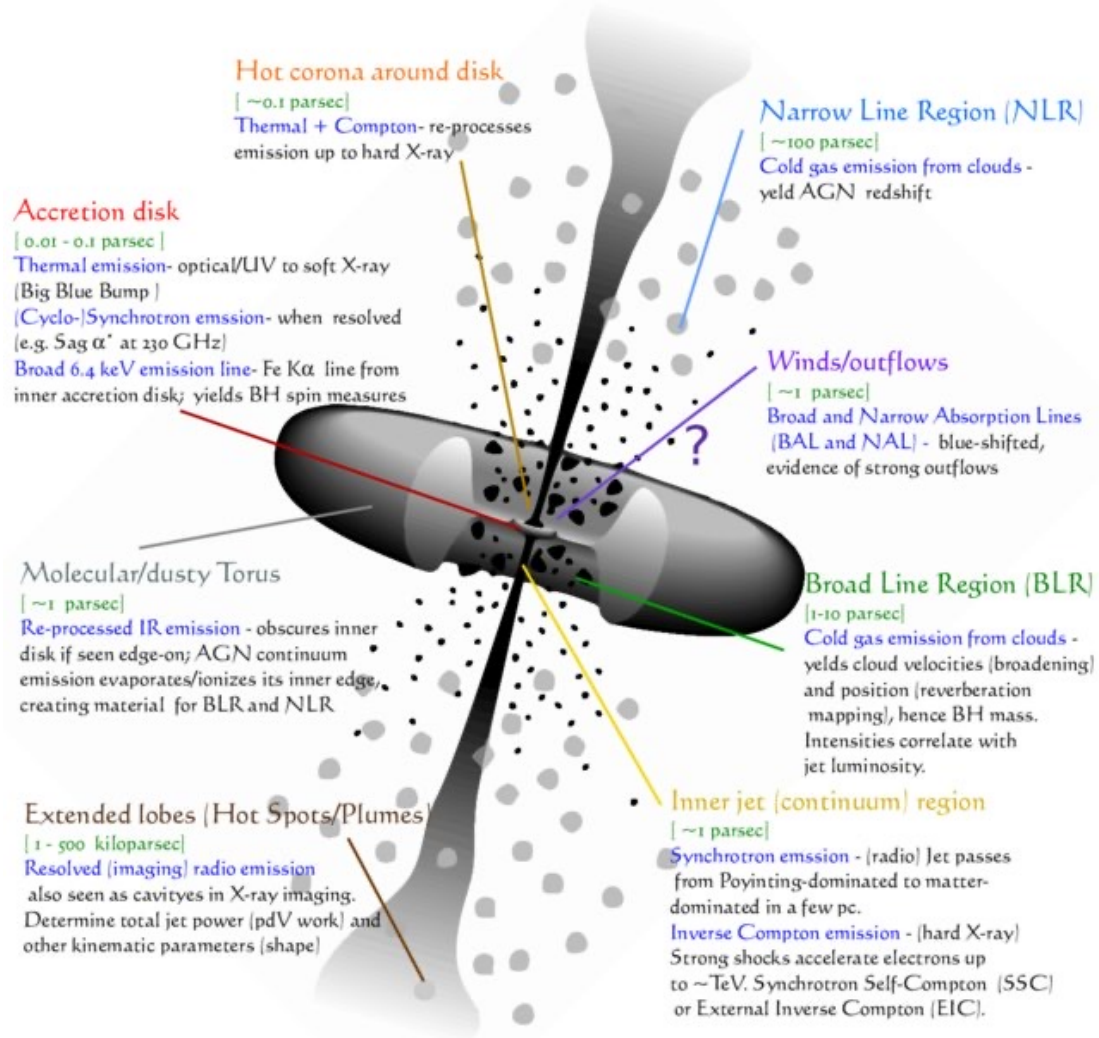 Hot corona around disk
[ ~0.1 parsec]
Thermal + Compton- re-processes
emission up to hard X-ray
Narrow Line Region (NLR)
[ ~100 parsec]
Cold gas emission from clouds -
yeld AGN redshift
Accretion disk
[ 0.01 - 0.1 parsec ]
Thermal emission- optical/UV to soft X-ray
(Big Blue Bump )
(Cyclo-)Synchrotron emssion- when resolved
(e.g. Sag α* at 230 GHz)
Broad 6.4 keV emission line- Fe Kα line from
inner accretion disk; yields BH spin measures
Winds/outflows
[ ~1 parsec]
Broad and Narrow Absorption Lines
(BAL and NAL) - blue-shifted,
evidence of strong outflows
?
Molecular/dusty Torus
[ ~1 parsec]
Re-processed IR emission - obscures inner
disk if seen edge-on; AGN continuum
emission evaporates/ionizes its inner edge,
creating material for BLR and NLR
Broad Line Region (BLR)
[1-10 parsec]
Cold gas emission from clouds -
yelds cloud velocities (broadening)
and position (reverberation
mapping), hence BH mass.
Intensities correlate with
jet luminosity.
Extended lobes (Hot Spots/Plumes)
[ 1 - 500 kiloparsec]
Resolved (imaging) radio emission
also seen as cavityes in X-ray imaging.
Determine total jet power (pdV work) and
other kinematic parameters (shape)
Inner jet (continuum) region
[ ~1 parsec]
Synchrotron emssion - (radio) Jet passes
from Poyinting-dominated to matter-
dominated in a few pc.
Inverse Compton emission - (hard X-ray)
Strong shocks accelerate electrons up
to ~TeV. Synchrotron Self-Compton (SSC)
or External Inverse Compton (EIC).